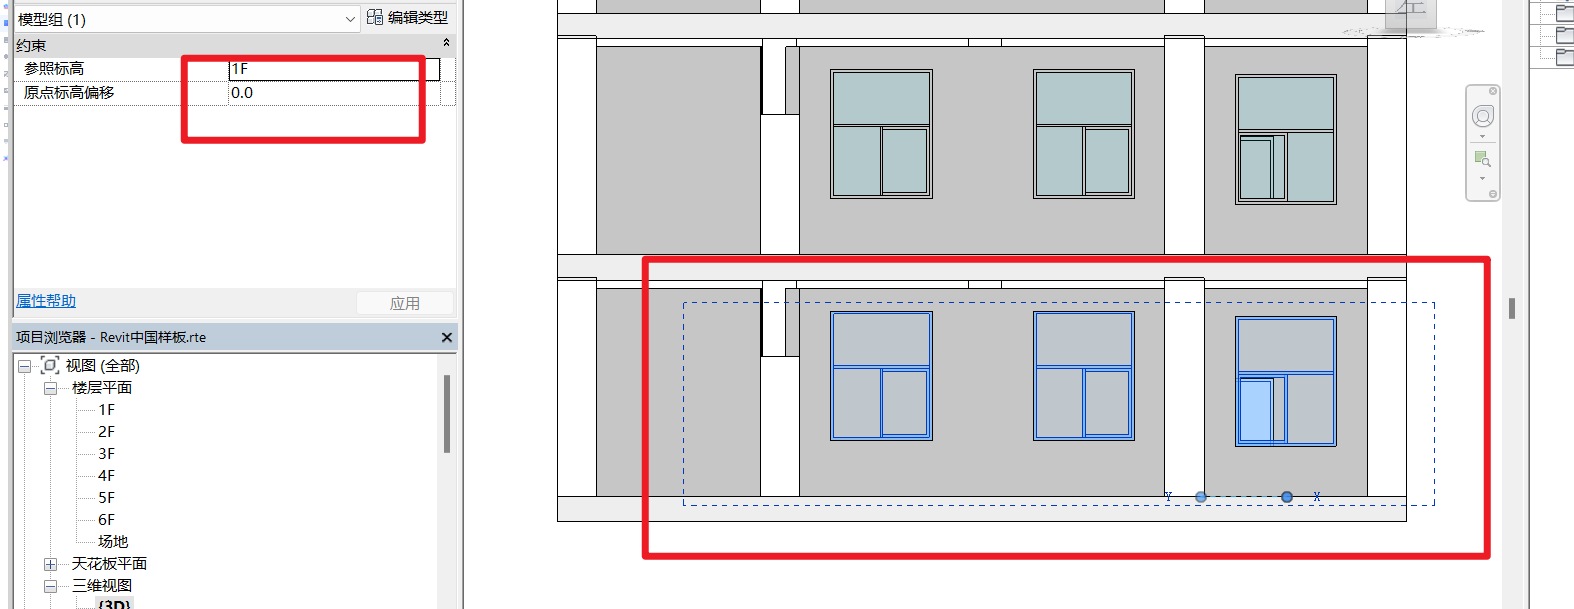 模型组 (1)
编辑类型
约束
参照标高
1F
原点标高偏移
0.0
属性帮助
应用
项目浏览器 - Revit中国样板.rte
视图 (全部)
楼层平面
1F
2F
3F
4F
5F
6F
场地
天花板平面
三维视图
{3D}
Y
X